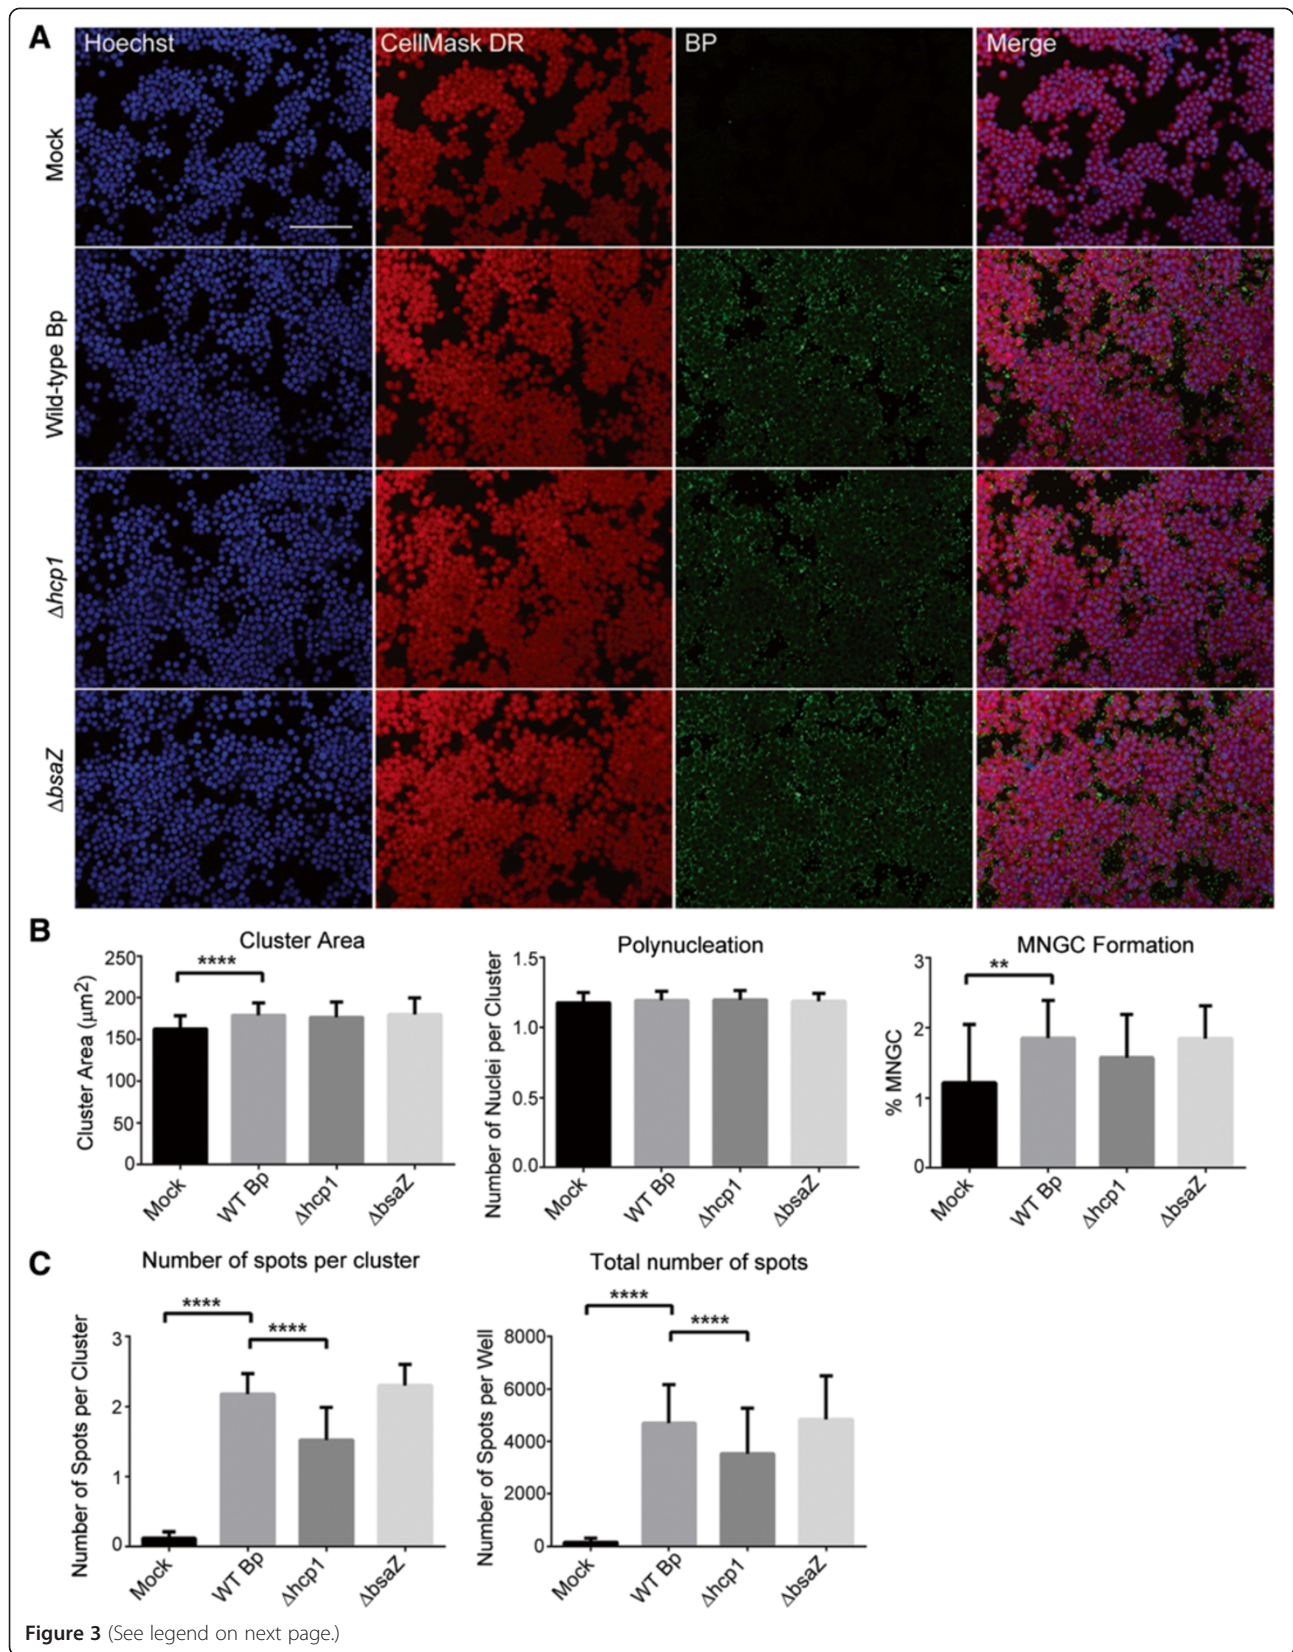 A
Hoechst CellMask DR BP Merge
Mock
Wild-type Bp
Δhcp1
ΔbsaZ
B
Cluster Area
Cluster Area (µm2)
250
200
150
100
50
0
****
Mock WT Bp Δhcp1 ΔbsaZ
Polynucleation
Number of Nuclei per Cluster
1.5
1.0
0.5
0.0
Mock WT Bp Δhcp1 ΔbsaZ
MNGC Formation
% MNGC
3
2
1
0
**
Mock WT Bp Δhcp1 ΔbsaZ
C
Number of spots per cluster
Number of Spots per Cluster
3
2
1
0
****
****
Mock WT Bp Δhcp1 ΔbsaZ
Total number of spots
Number of Spots per Well
8000
6000
4000
2000
0
****
****
Mock WT Bp Δhcp1 ΔbsaZ
Figure 3 (See legend on next page.)